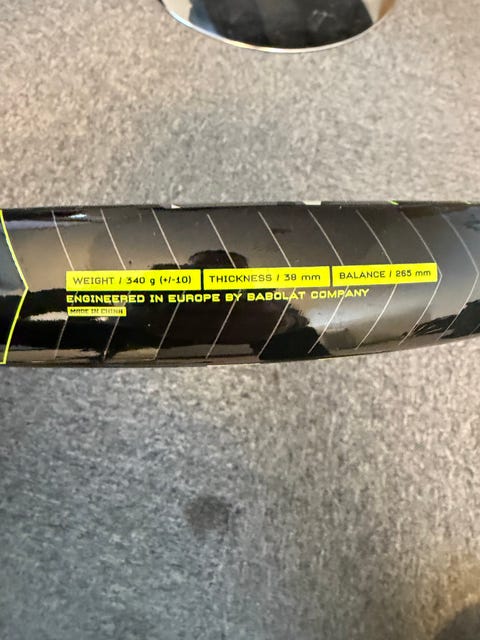 WEIGHT / 340 g (+/-10) THICKNESS / 38 mm BALANCE / 265 mm
ENGINEERED IN EUROPE BY BABOLAT COMPANY
MADE IN CHINA